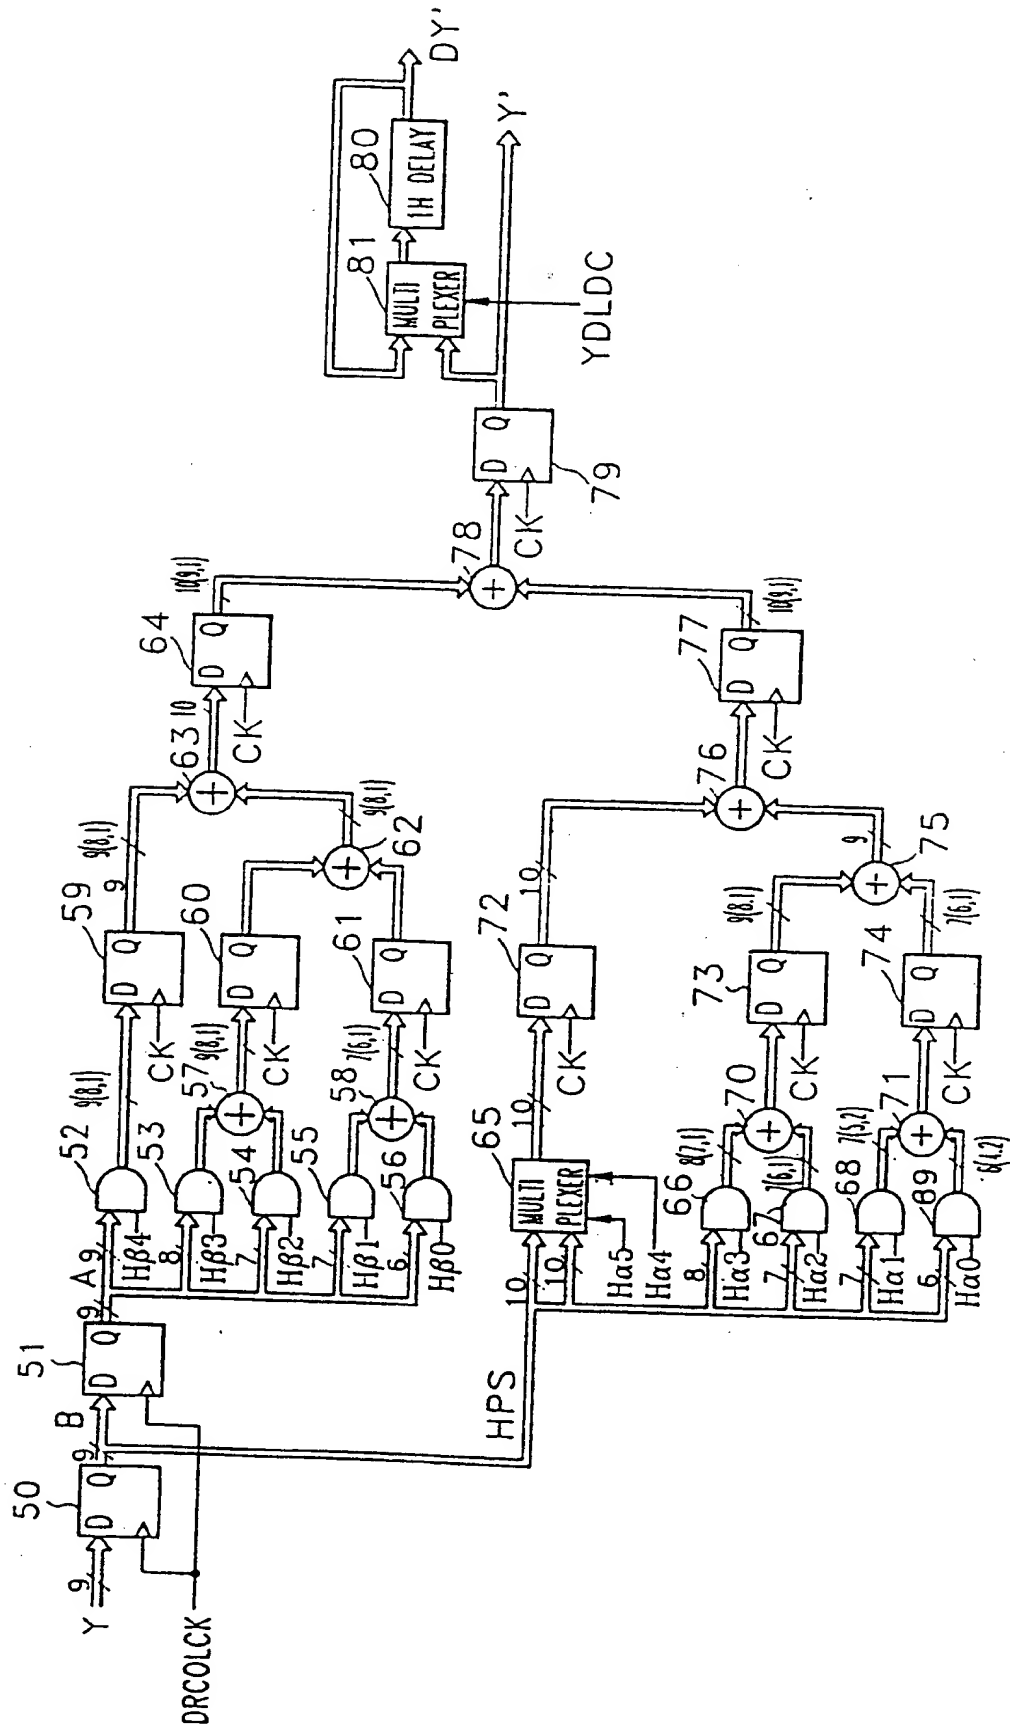 Y
9
50
D Q
9
B
51
D Q
9
A
9
DRCOLCK
52
Hβ4
9(8,1)
59
D Q
CK
9
9(8,1)
8
53
Hβ3
57
9(8,1)
60
D Q
CK
7
54
Hβ2
7
55
Hβ1
58
7(6,1)
61
D Q
CK
6
56
Hβ0
62
9(8,1)
63
10
64
D Q
CK
10(9,1)
HPS
10
10
65
MULTI
PLEXER
Hα5
Hα4
10
72
D Q
CK
10
8
66
Hα3
8(7,1)
70
73
D Q
CK
9(8,1)
7
67
Hα2
7(6,1)
7
68
Hα1
7(5,2)
71
74
D Q
CK
7(6,1)
6
89
Hα0
6(4,2)
75
9
76
77
D Q
CK
10(9,1)
78
79
D Q
CK
81
MULTI
PLEXER
YDLDC
80
1H DELAY
DY'
Y'